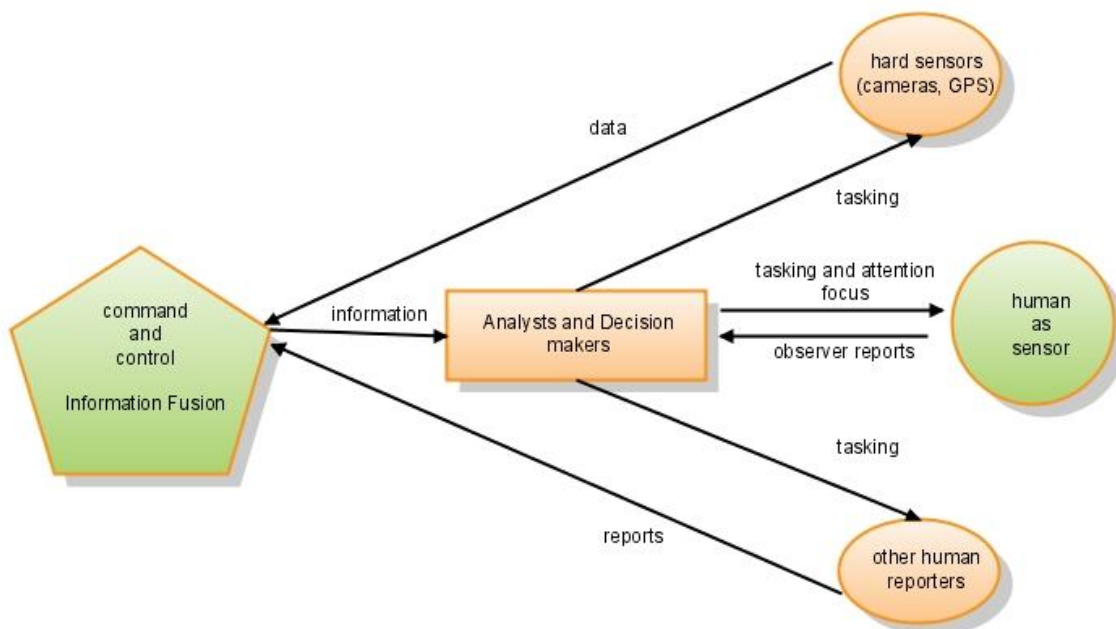 hard sensors
(cameras, GPS)
data
tasking
tasking and attention
focus
human
as
sensor
command
and
control
Information Fusion
information
Analysts and Decision
makers
observer reports
tasking
reports
other human
reporters